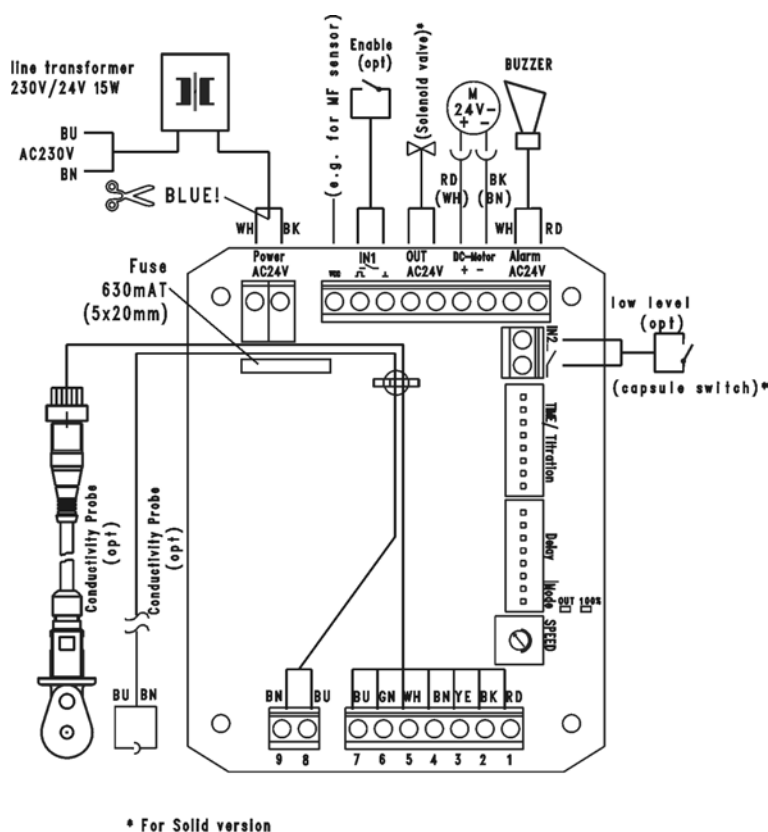 line transformer
230V/24V 15W
BU
AC230V
BN
BLUE!
WH
BK
(e.g. for MF sensor)
Enable
(opt)
(Solenoid valve)*
M
24V-
+ -
RD
(WH)
BK
(BN)
BUZZER
WH
RD
Fuse
630mAT
(5x20mm)
Power
AC24V
VCC
IN1
OUT
AC24V
DC-Motor
+ -
Alarm
AC24V
IN2
low level
(opt)
(capsule switch)*
TIME/ Titration
Delay
Mode
OUT 100%
SPEED
Conductivity Probe
(opt)
Conductivity Probe
(opt)
BU BN
BN BU
BU GN WH BN YE BK RD
9 8 7 6 5 4 3 2 1
* For Solid version